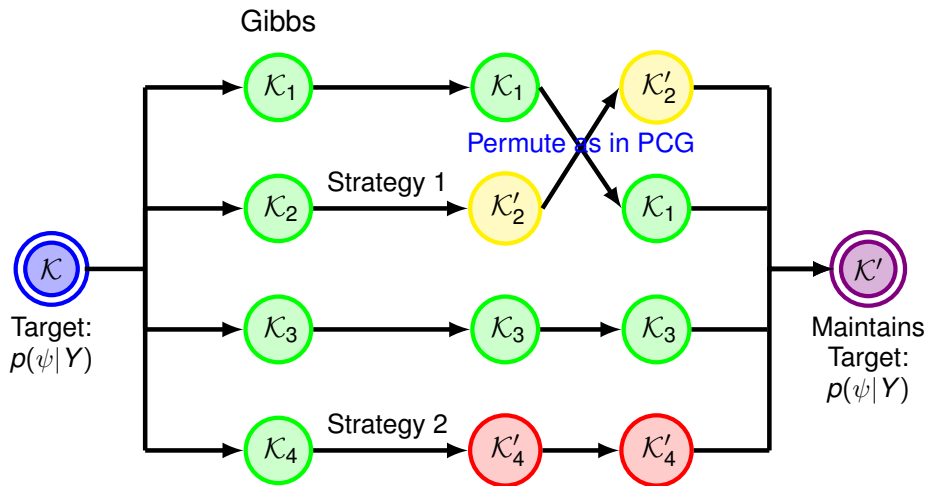 Gibbs
𝒦₁ 𝒦₁ 𝒦′₂
Permute as in PCG
Strategy 1
𝒦₂ 𝒦′₂ 𝒦₁
𝒦 𝒦′
Target:
p(ψ|Y)
Maintains
Target:
p(ψ|Y)
𝒦₃ 𝒦₃ 𝒦₃
Strategy 2
𝒦₄ 𝒦′₄ 𝒦′₄